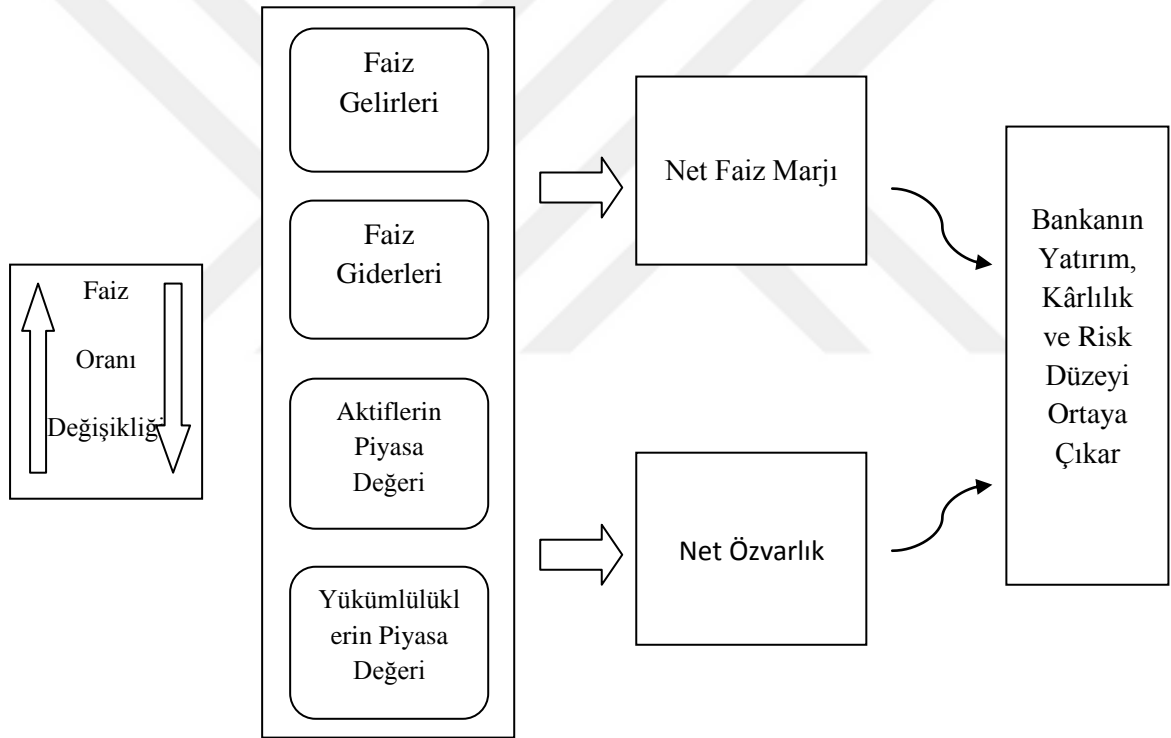 Faiz
Oranı
Değişikliği
Faiz
Gelirleri
Faiz
Giderleri
Aktiflerin
Piyasa
Değeri
Yükümlülükl
erin Piyasa
Değeri
Net Faiz Marjı
Net Özvarlık
Bankanın
Yatırım,
Kârlılık
ve Risk
Düzeyi
Ortaya
Çıkar